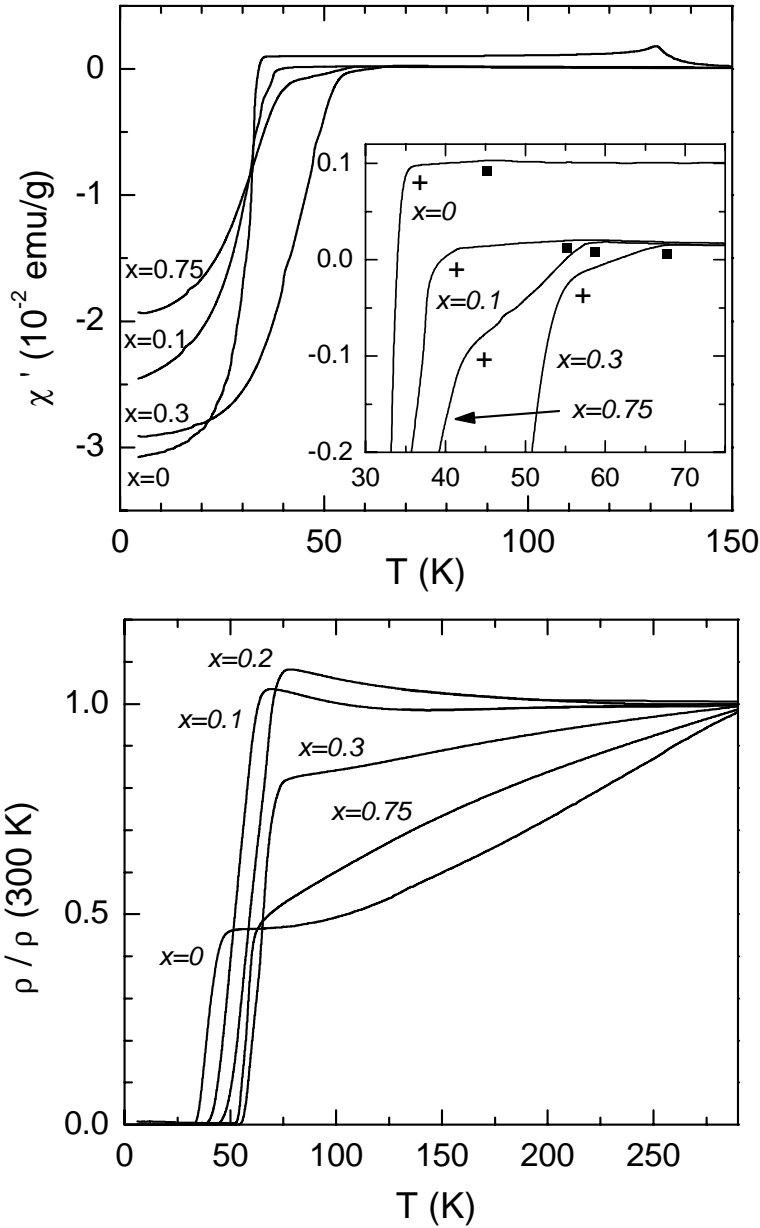 0
-1
-2
-3
χ ' (10-2 emu/g)
x=0.75
x=0.1
x=0.3
x=0
0.1
0.0
-0.1
-0.2
x=0
x=0.1
x=0.3
x=0.75
30 40 50 60 70
0 50 100 150
T (K)
1.0
0.5
0.0
ρ / ρ (300 K)
x=0.2
x=0.1
x=0.3
x=0.75
x=0
0 50 100 150 200 250
T (K)